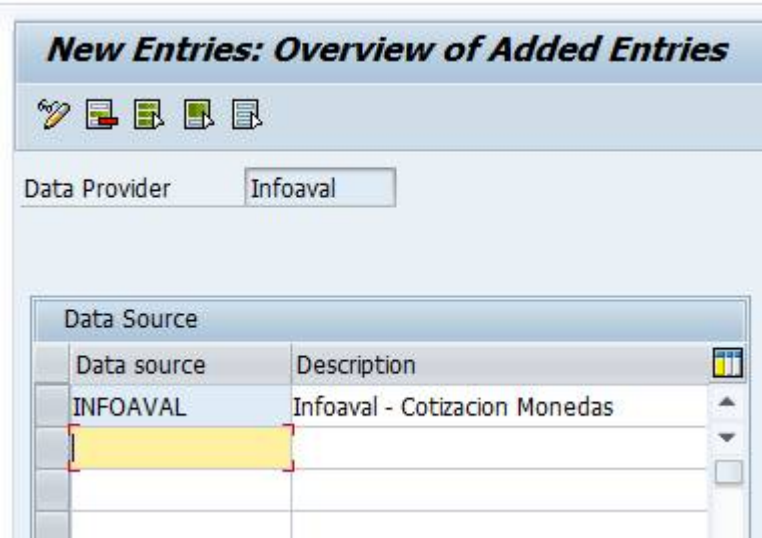 New Entries: Overview of Added Entries
Data Provider Infoaval
Data Source
Data source Description
INFOAVAL Infoaval - Cotizacion Monedas